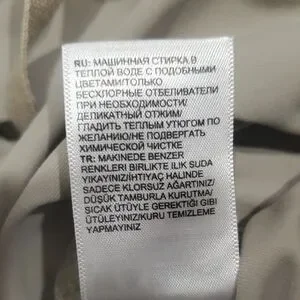 RU: МАШИННАЯ СТИРКА В
ТЕПЛОЙ ВОДЕ С ПОДОБНЫМИ
ЦВЕТАМИ/ТОЛЬКО
БЕСХЛОРНЫЕ ОТБЕЛИВАТЕЛИ
ПРИ НЕОБХОДИМОСТИ/
ДЕЛИКАТНЫЙ ОТЖИМ/
ГЛАДИТЬ ТЕПЛЫМ УТЮГОМ ПО
ЖЕЛАНИЮ/НЕ ПОДВЕРГАТЬ
ХИМИЧЕСКОЙ ЧИСТКЕ
TR: MAKINEDE BENZER
RENKLERI BIRLIKTE ILIK SUDA
YIKAYINIZ/IHTIYAÇ HALINDE
SADECE KLORSUZ AĞARTICI/
DÜŞÜK TAMBURLA KURUTMA/
SICAK ÜTÜYLE GEREKTIĞI GIBI
ÜTÜLEYINIZ/KURU TEMIZLEME
YAPMAYINIZ